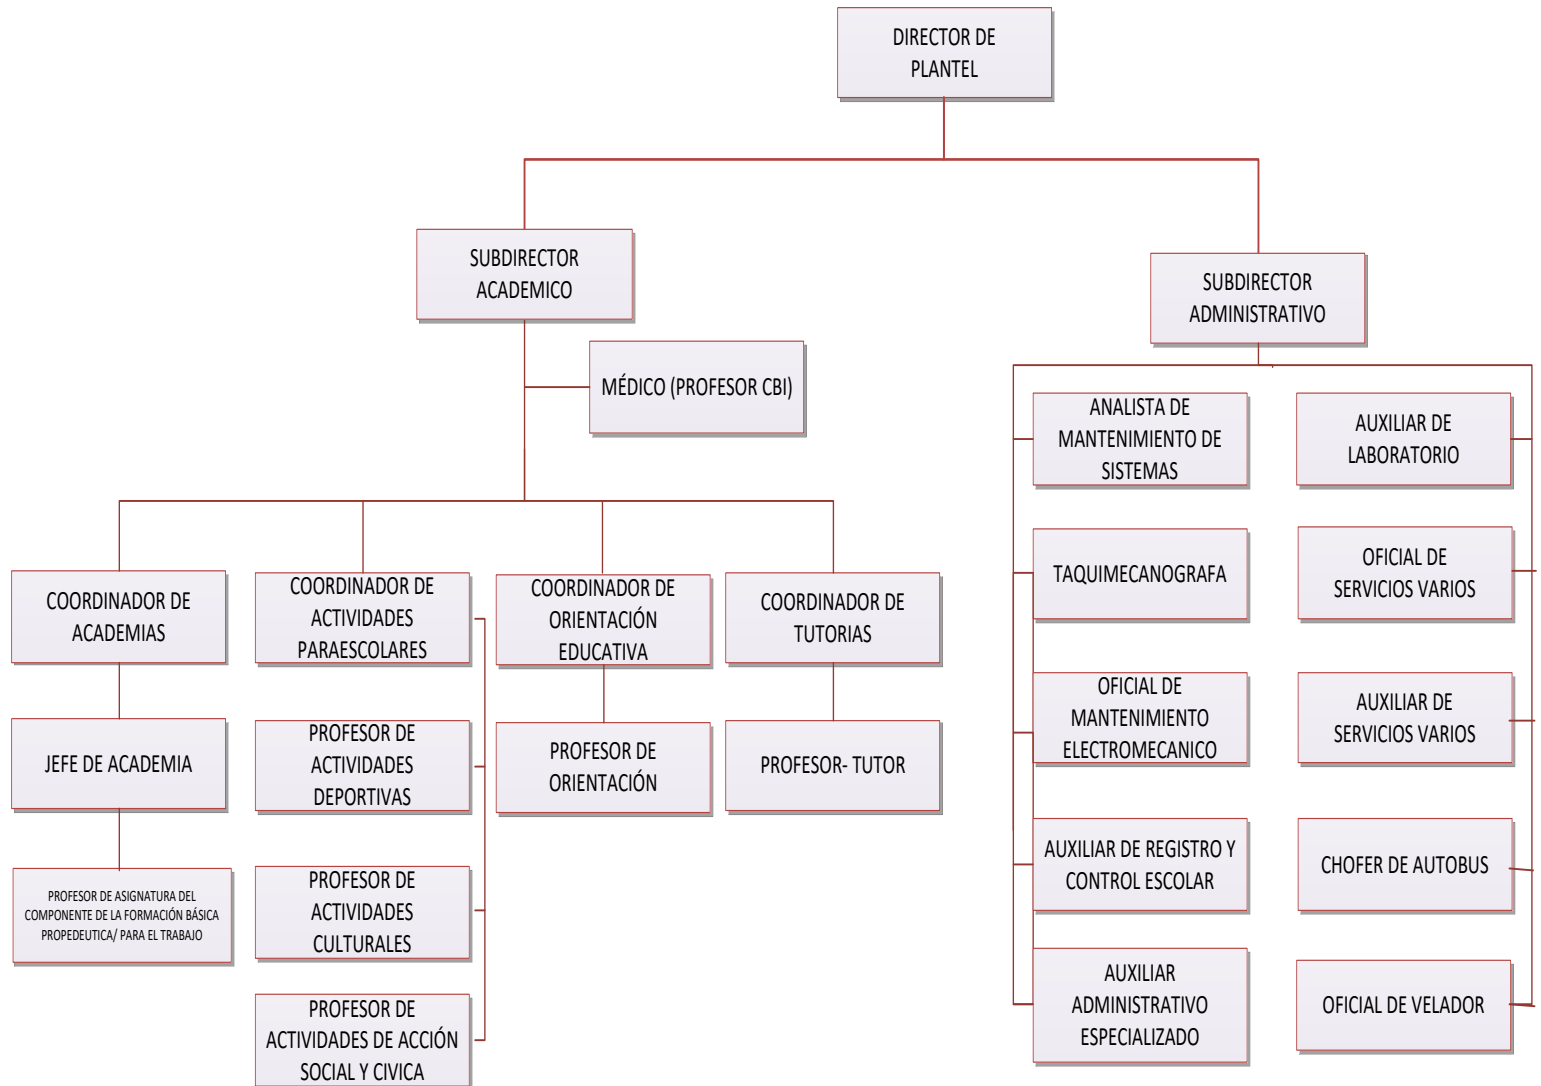 DIRECTOR DE
PLANTEL
SUBDIRECTOR
ACADEMICO
SUBDIRECTOR
ADMINISTRATIVO
MÉDICO (PROFESOR CBI)
COORDINADOR DE
ACADEMIAS
JEFE DE ACADEMIA
PROFESOR DE ASIGNATURA DEL
COMPONENTE DE LA FORMACIÓN BÁSICA
PROPEDEUTICA/ PARA EL TRABAJO
COORDINADOR DE
ACTIVIDADES
PARAESCOLARES
PROFESOR DE
ACTIVIDADES
DEPORTIVAS
PROFESOR DE
ACTIVIDADES
CULTURALES
PROFESOR DE
ACTIVIDADES DE ACCIÓN
SOCIAL Y CIVICA
COORDINADOR DE
ORIENTACIÓN
EDUCATIVA
PROFESOR DE
ORIENTACIÓN
COORDINADOR DE
TUTORIAS
PROFESOR- TUTOR
ANALISTA DE
MANTENIMIENTO DE
SISTEMAS
TAQUIMECANOGRAFA
OFICIAL DE
MANTENIMIENTO
ELECTROMECANICO
AUXILIAR DE REGISTRO Y
CONTROL ESCOLAR
AUXILIAR
ADMINISTRATIVO
ESPECIALIZADO
AUXILIAR DE
LABORATORIO
OFICIAL DE
SERVICIOS VARIOS
AUXILIAR DE
SERVICIOS VARIOS
CHOFER DE AUTOBUS
OFICIAL DE VELADOR